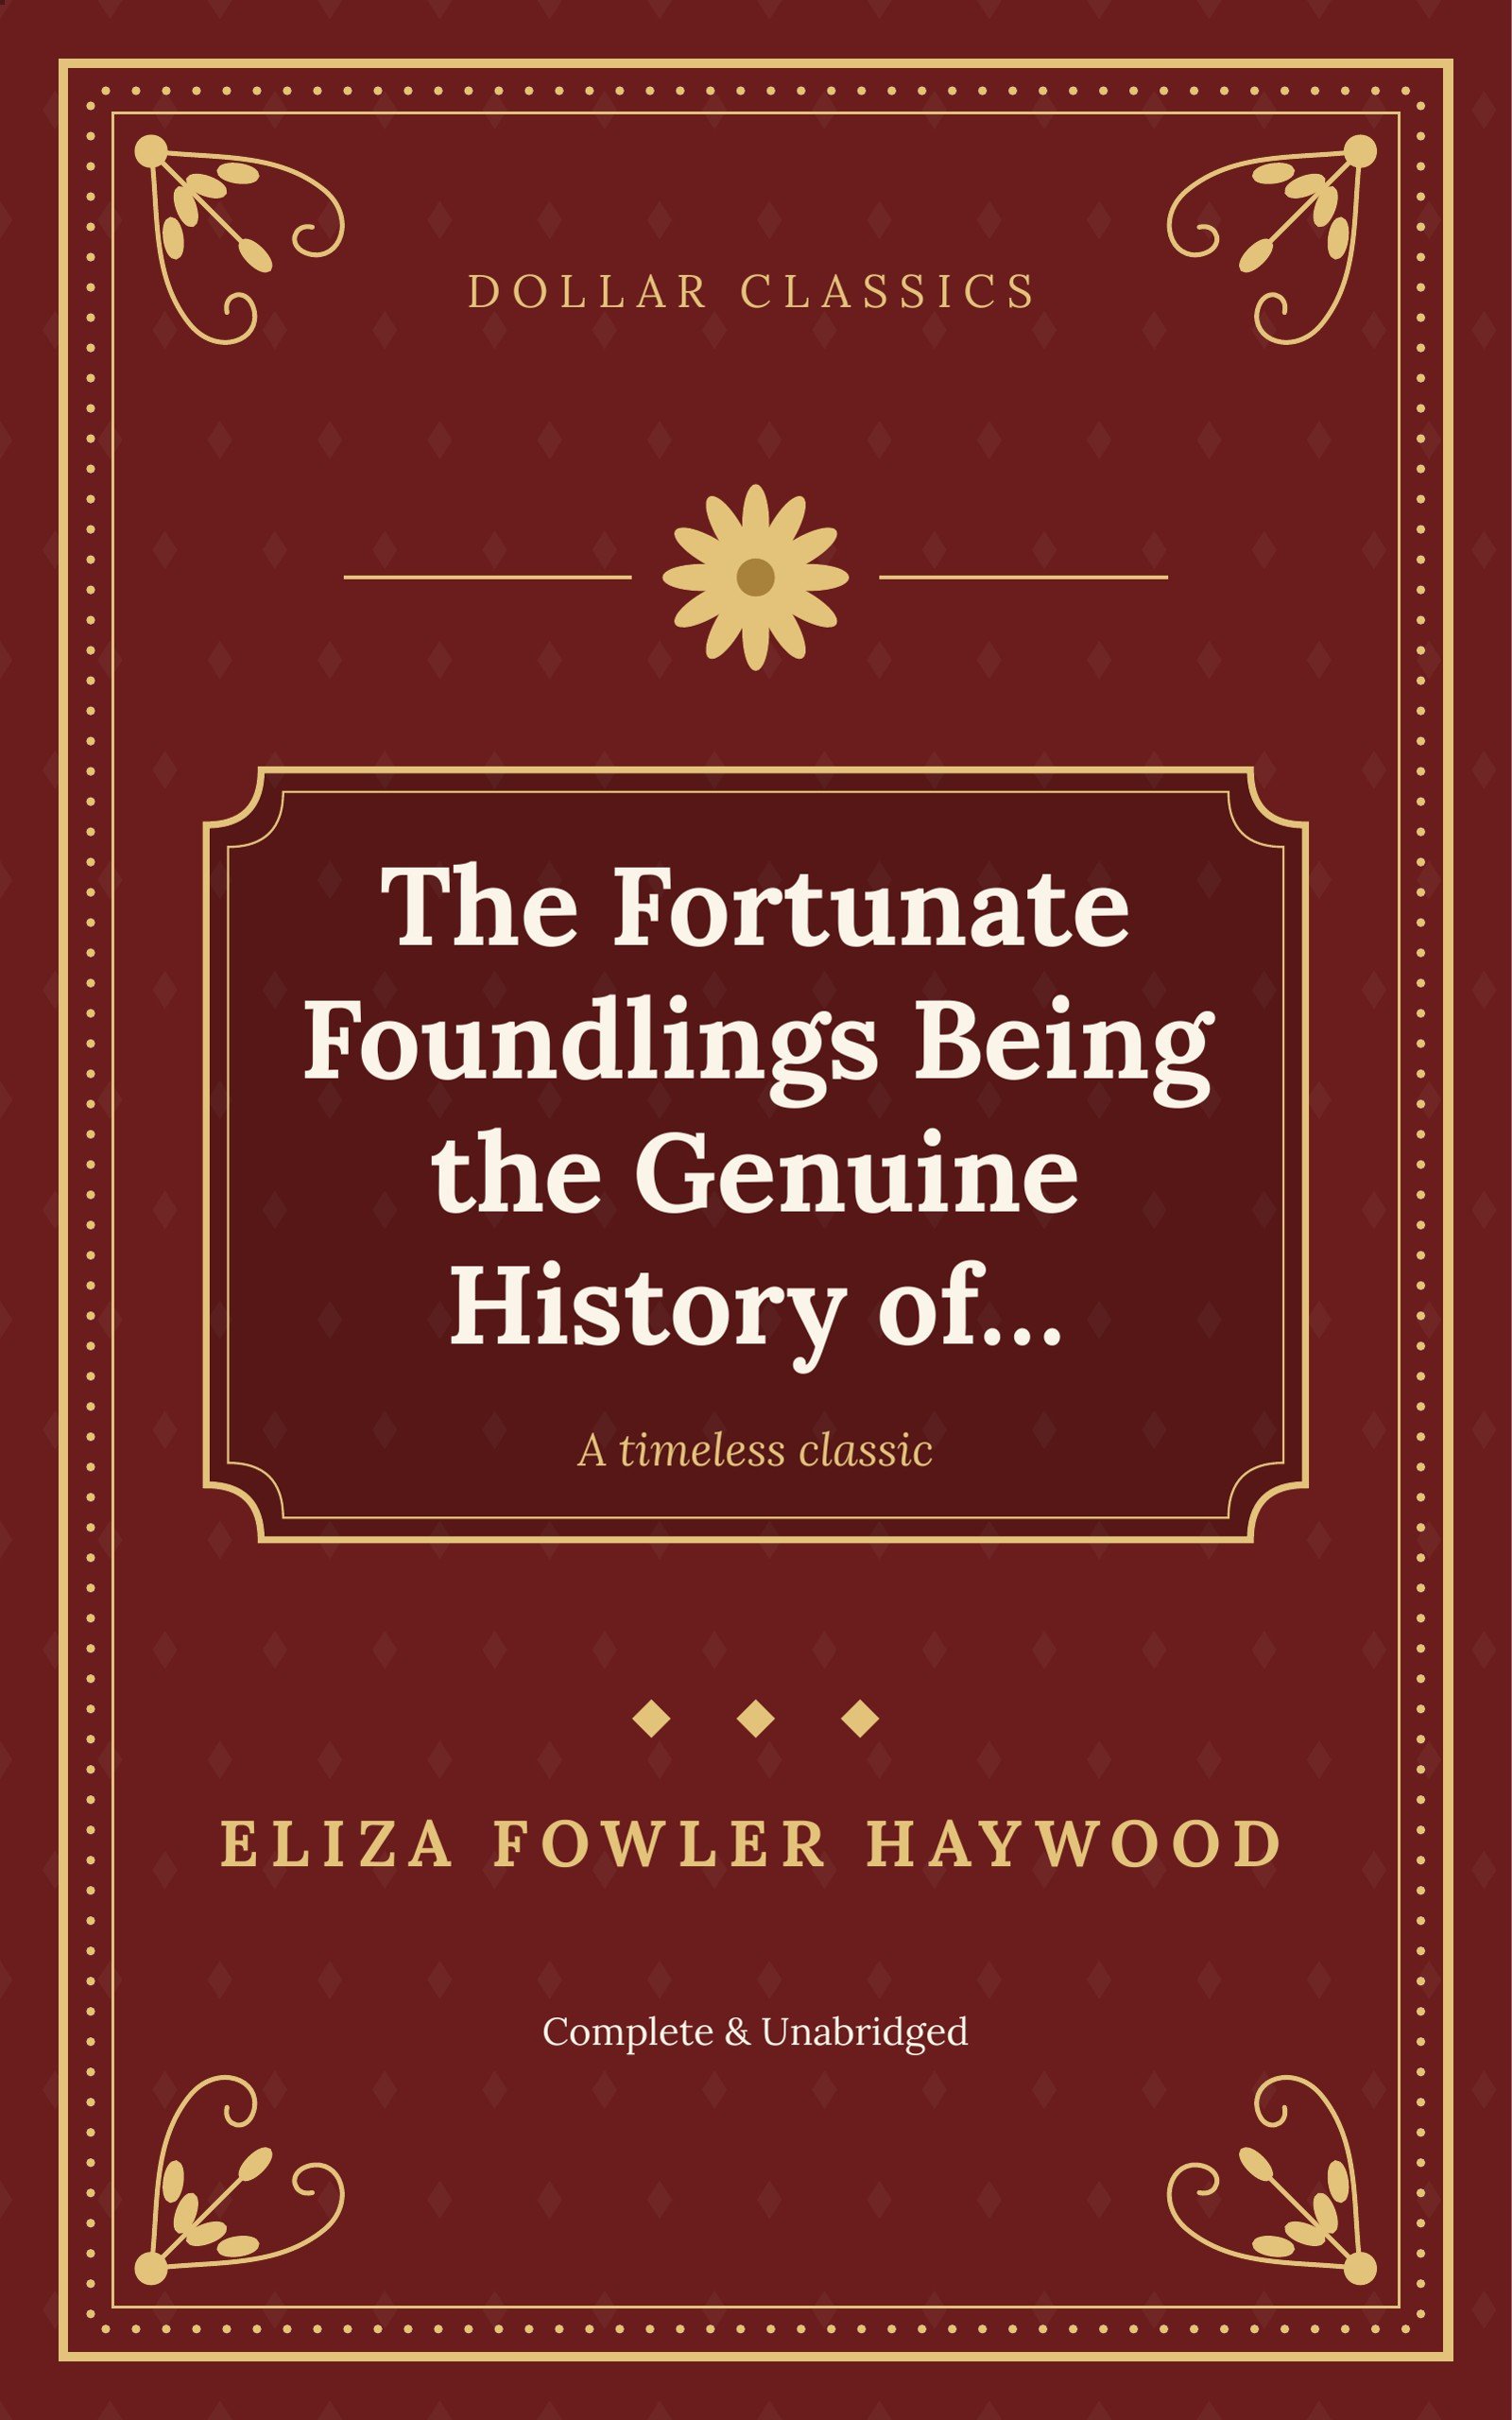 DOLLAR CLASSICS
The Fortunate
Foundlings Being
the Genuine
History of...
A timeless classic
ELIZA FOWLER HAYWOOD
Complete & Unabridged